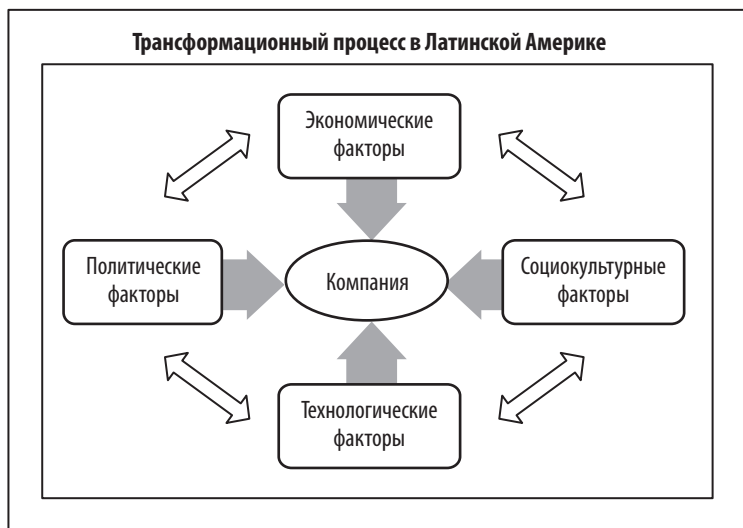 Трансформационный процесс в Латинской Америке
Экономические
факторы
Политические
факторы
Компания
Социокультурные
факторы
Технологические
факторы